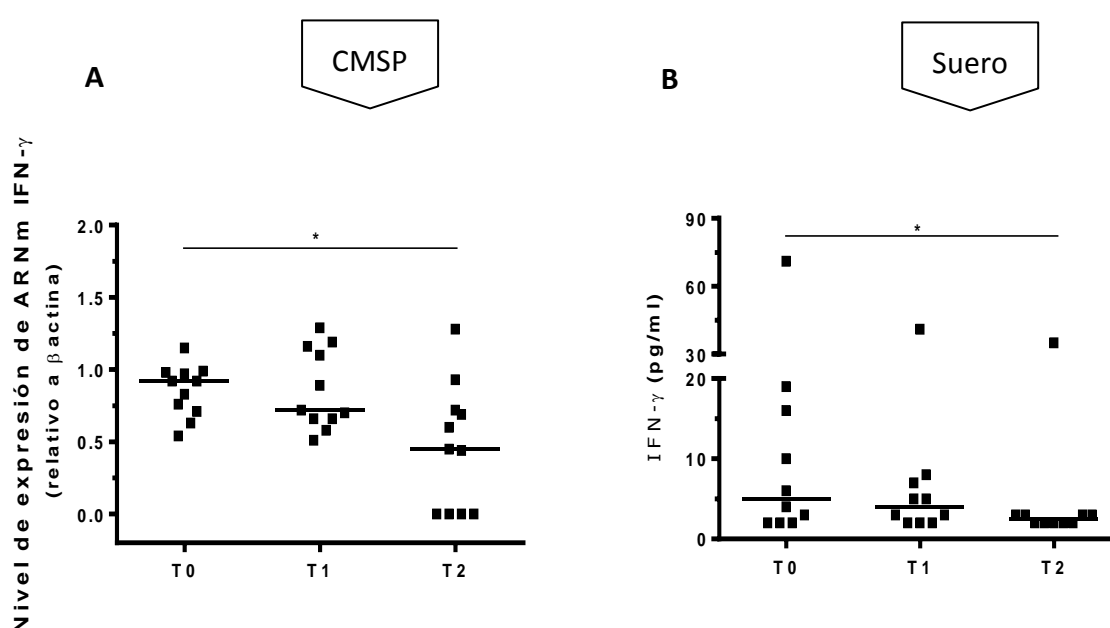 A
CMSP
Nivel de expresión de ARNm IFN-γ
(relativo a β actina)
2.0
*
1.5
1.0
0.5
0.0
T0 T1 T2
B
Suero
IFN-γ (pg/ml)
90
*
60
30
20
10
0
T0 T1 T2